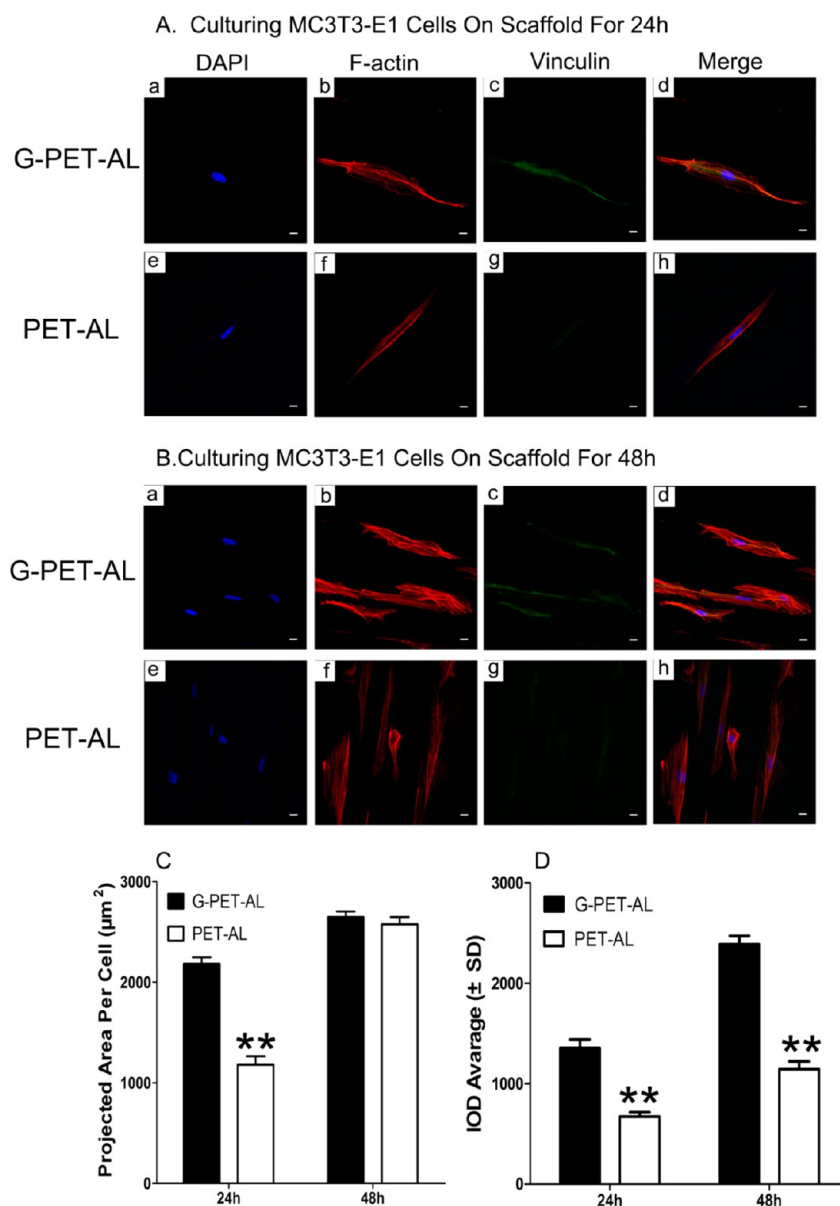 A. Culturing MC3T3-E1 Cells On Scaffold For 24h
DAPI F-actin Vinculin Merge
a b c d
G-PET-AL
e f g h
PET-AL
B.Culturing MC3T3-E1 Cells On Scaffold For 48h
a b c d
G-PET-AL
e f g h
PET-AL
C
Projected Area Per Cell (µm²)
3000
2000
1000
0
G-PET-AL
PET-AL
**
24h 48h
D
IOD Avarage (± SD)
3000
2000
1000
0
G-PET-AL
PET-AL
**
**
24h 48h